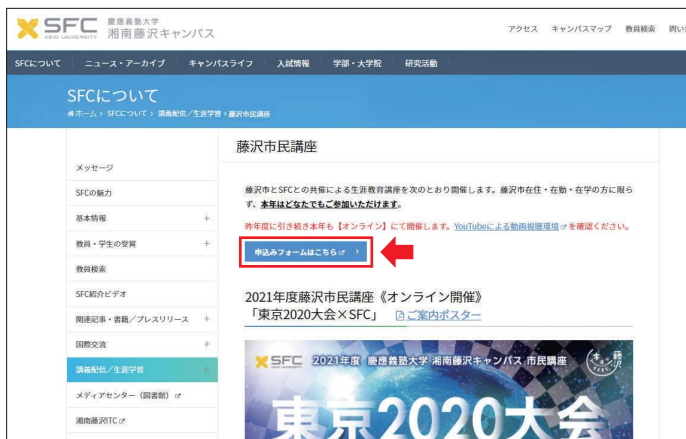 SFC
KEIO UNIVERSITY
慶應義塾大学
湘南藤沢キャンパス
アクセス キャンパスマップ 教員検索 問い
SFCについて ニュース・アーカイブ キャンパスライフ 入試情報 学部・大学院 研究活動
SFCについて
ホーム › SFCについて › 講義配信/生涯学習 › 藤沢市民講座
メッセージ
SFCの魅力
基本情報 +
教員・学生の受賞 +
教員検索
SFC紹介ビデオ
関連記事・書籍/プレスリリース +
国際交流 +
講義配信/生涯学習 +
メディアセンター（図書館）
湘南藤沢ITC
藤沢市民講座
藤沢市とSFCとの共催による生涯教育講座を次のとおり開催します。藤沢市在住・在勤・在学の方に限ら
ず、本年はどなたでもご参加いただけます。
昨年度に引き続き本年も【オンライン】にて開催します。YouTubeによる動画視聴環境を確認ください。
申込みフォームはこちら ›
2021年度藤沢市民講座《オンライン開催》
「東京2020大会×SFC」 ご案内ポスター
SFC 2021年度 慶應義塾大学 湘南藤沢キャンパス 市民講座
東京2020大会